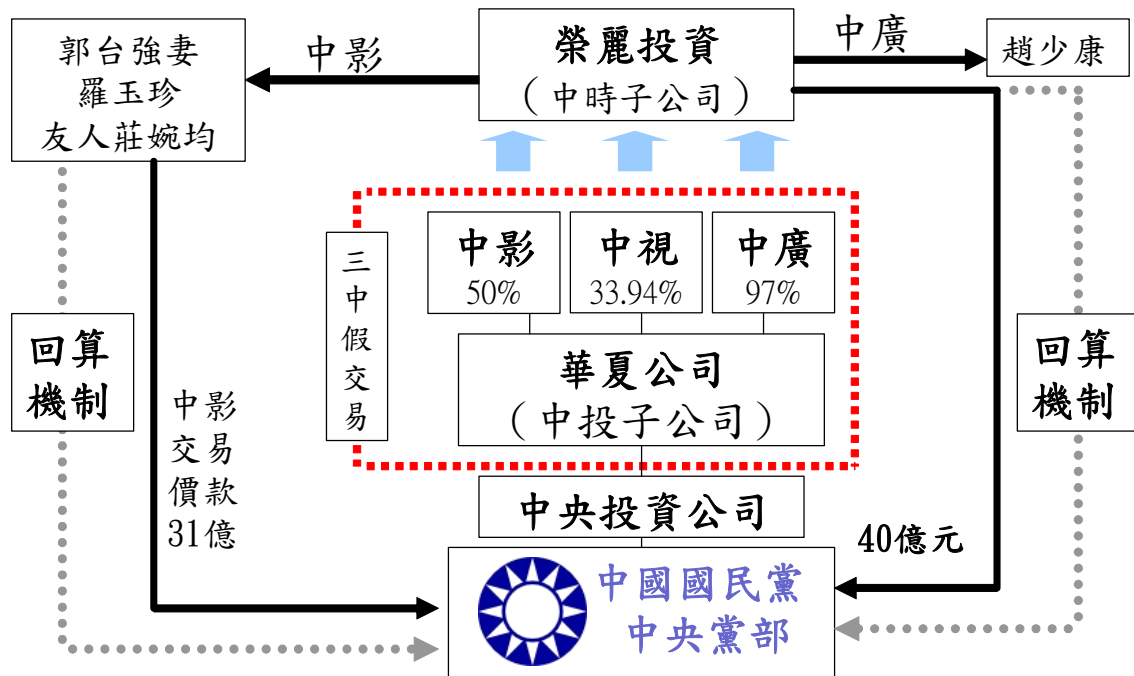 郭台強妻
羅玉珍
友人莊婉均
中影
榮麗投資
（中時子公司）
中廣
趙少康
三中假交易
中影
50%
中視
33.94%
中廣
97%
華夏公司
（中投子公司）
回算
機制
中影
交易
價款
31億
回算
機制
中央投資公司
40億元
中國國民黨
中央黨部